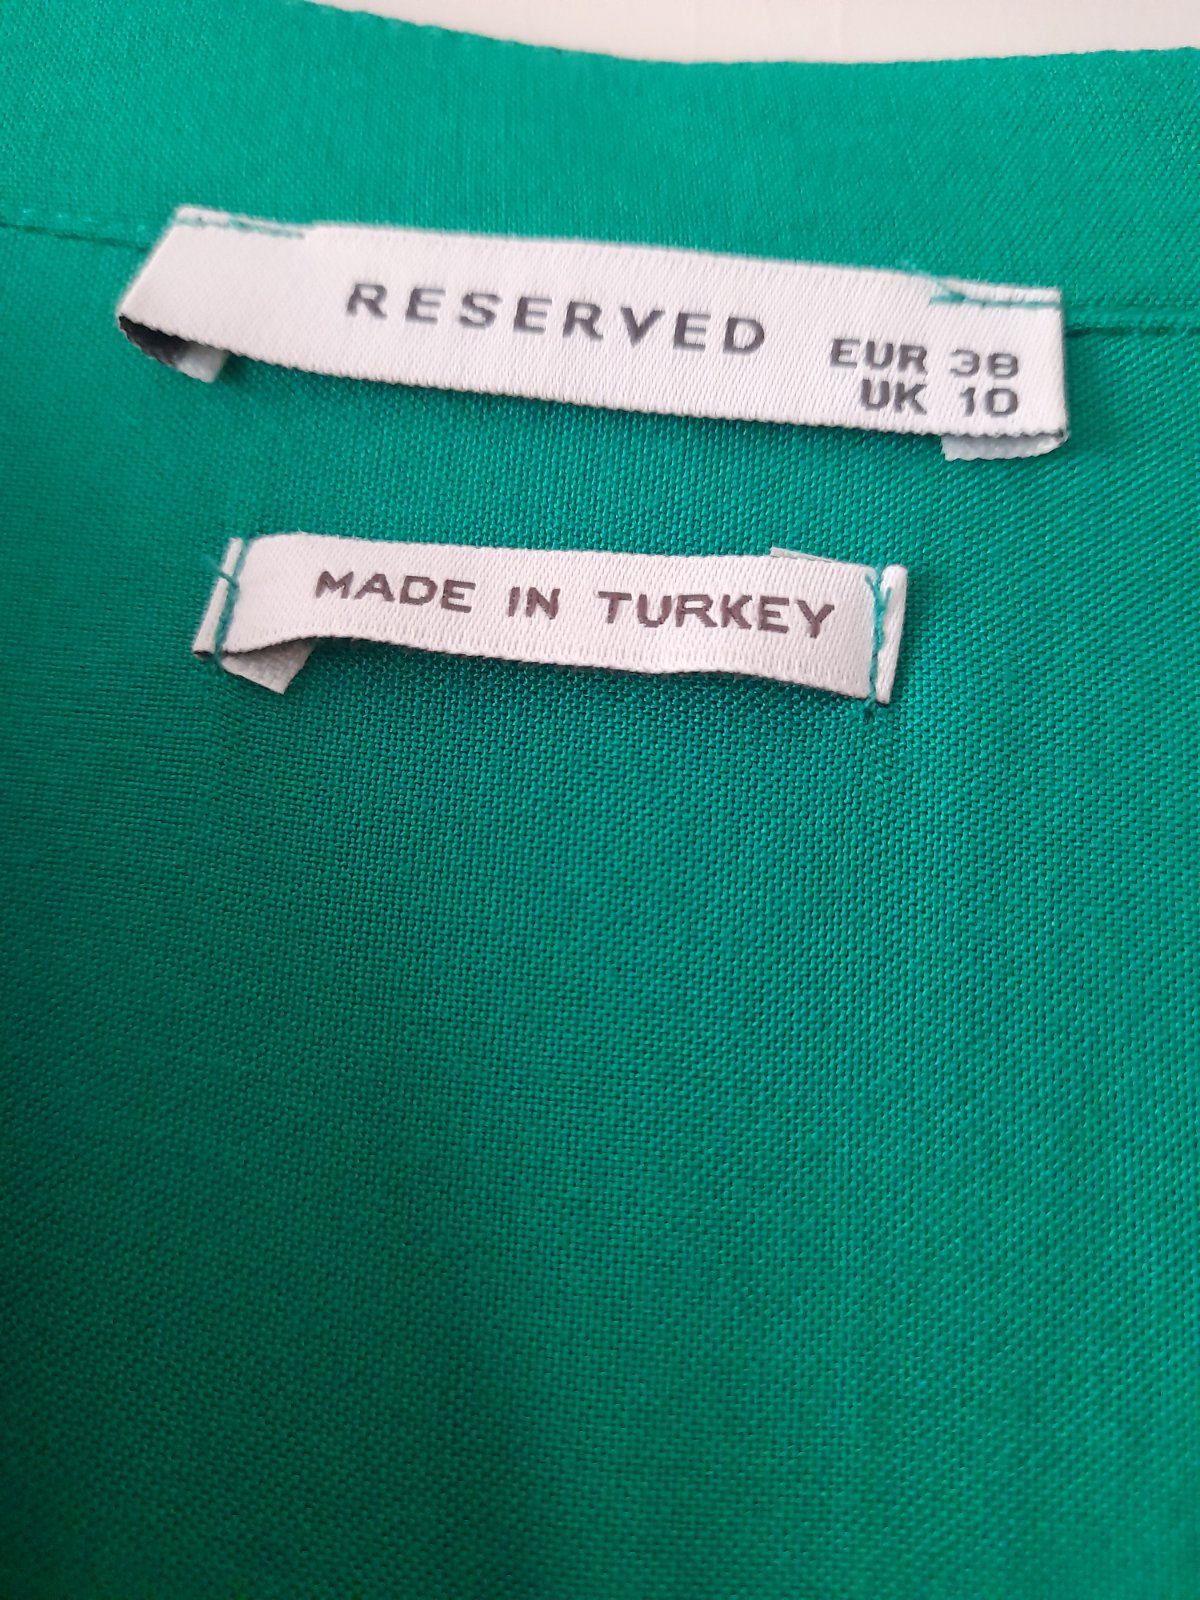 RESERVED
EUR 38
UK 10
MADE IN TURKEY